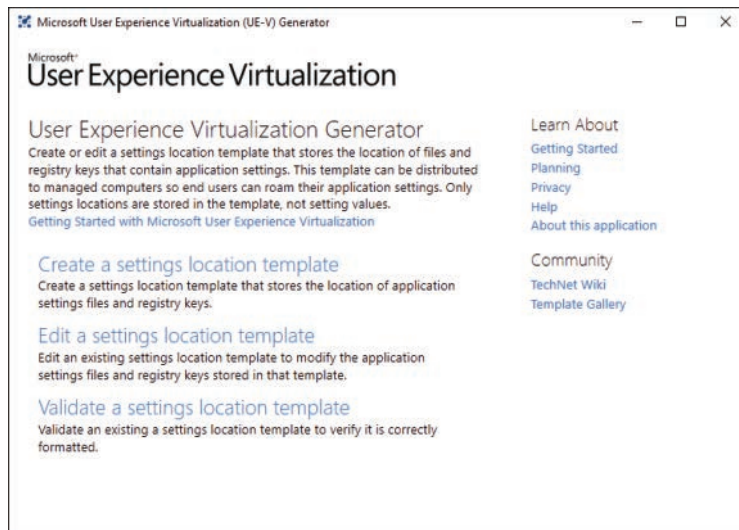 Microsoft User Experience Virtualization (UE-V) Generator
Microsoft
User Experience Virtualization
User Experience Virtualization Generator
Create or edit a settings location template that stores the location of files and
registry keys that contain application settings. This template can be distributed
to managed computers so end users can roam their application settings. Only
settings locations are stored in the template, not setting values.
Getting Started with Microsoft User Experience Virtualization
Create a settings location template
Create a settings location template that stores the location of application
settings files and registry keys.
Edit a settings location template
Edit an existing settings location template to modify the application
settings files and registry keys stored in that template.
Validate a settings location template
Validate an existing a settings location template to verify it is correctly
formatted.
Learn About
Getting Started
Planning
Privacy
Help
About this application
Community
TechNet Wiki
Template Gallery